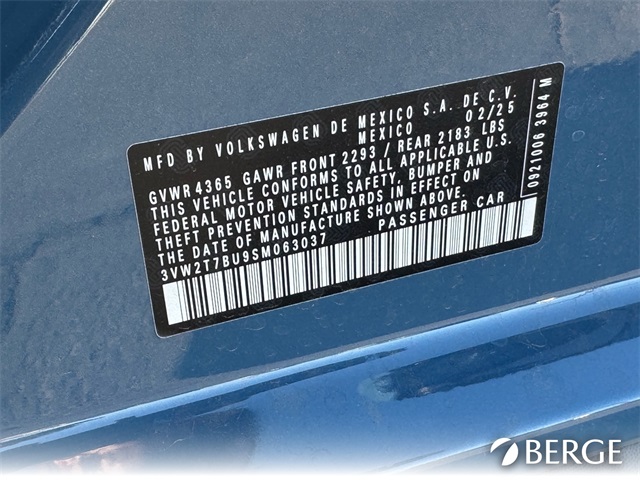 MFD BY VOLKSWAGEN DE MEXICO S.A. DE C.V.
MEXICO 02/25
GVWR 4365 GAWR FRONT 2293 / REAR 2183 LBS
THIS VEHICLE CONFORMS TO ALL APPLICABLE U.S.
FEDERAL MOTOR VEHICLE SAFETY, BUMPER AND
THEFT PREVENTION STANDARDS IN EFFECT ON
THE DATE OF MANUFACTURE SHOWN ABOVE.
3VW2T7BU9SM063037 PASSENGER CAR
0921006 3964 M
BERGE